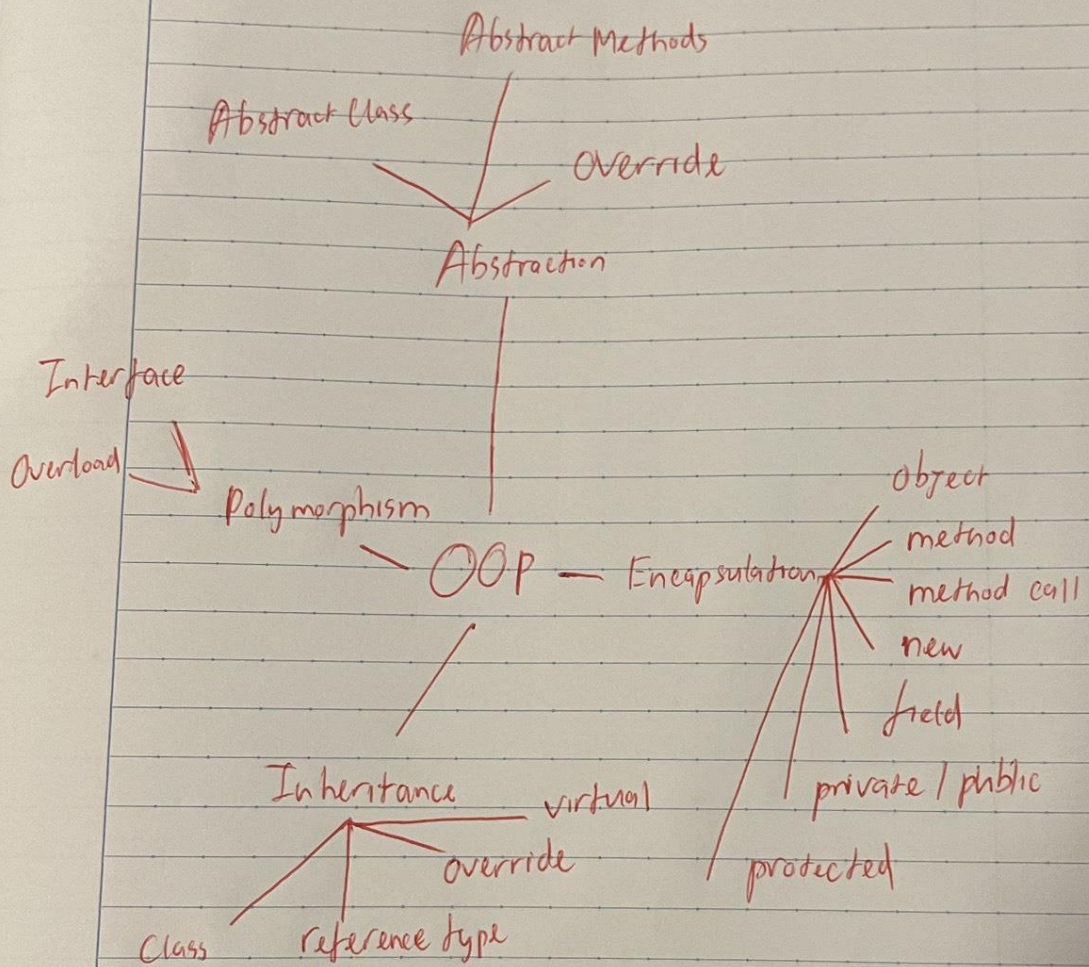 Abstract Methods
Abstract Class
Override
Abstraction
Interface
Overload
Polymorphism
OOP
Encapsulation
object
method
method call
new
field
private / public
protected
Inheritance
virtual
override
Class
reference type